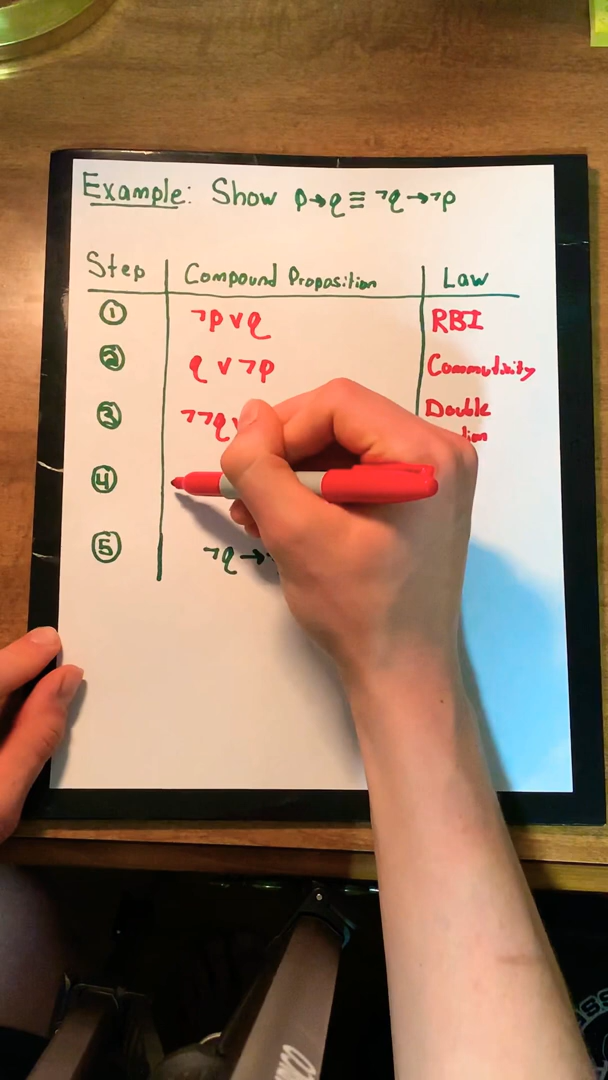 Example: Show p→q ≡ ¬q→¬p
Step Compound Proposition Law
① ¬p∨q RBI
② q ∨ ¬p Commutivity
③ ¬¬q∨ Double
④
⑤ ¬q→